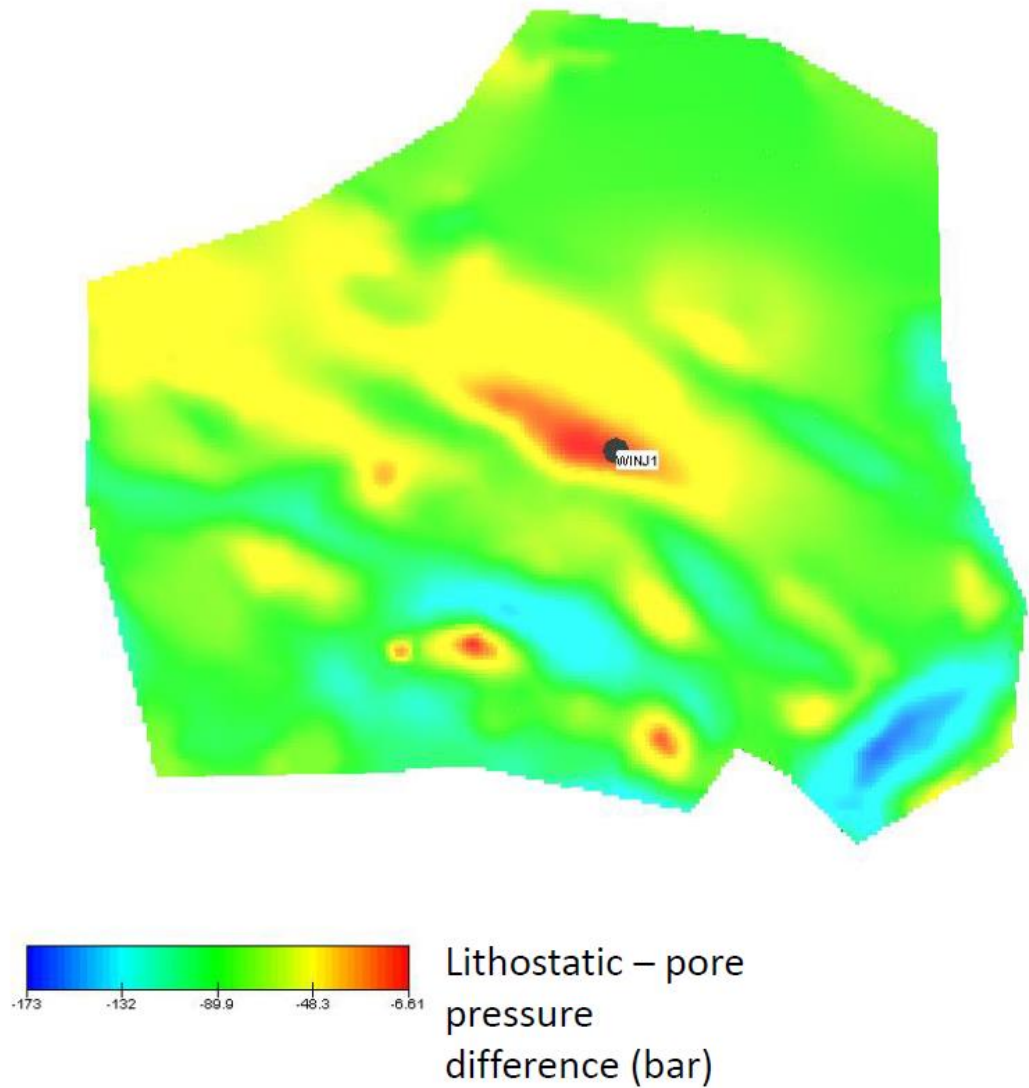 WINJ1
-173 -132 -89.9 -48.3 -6.61
Lithostatic – pore
pressure
difference (bar)